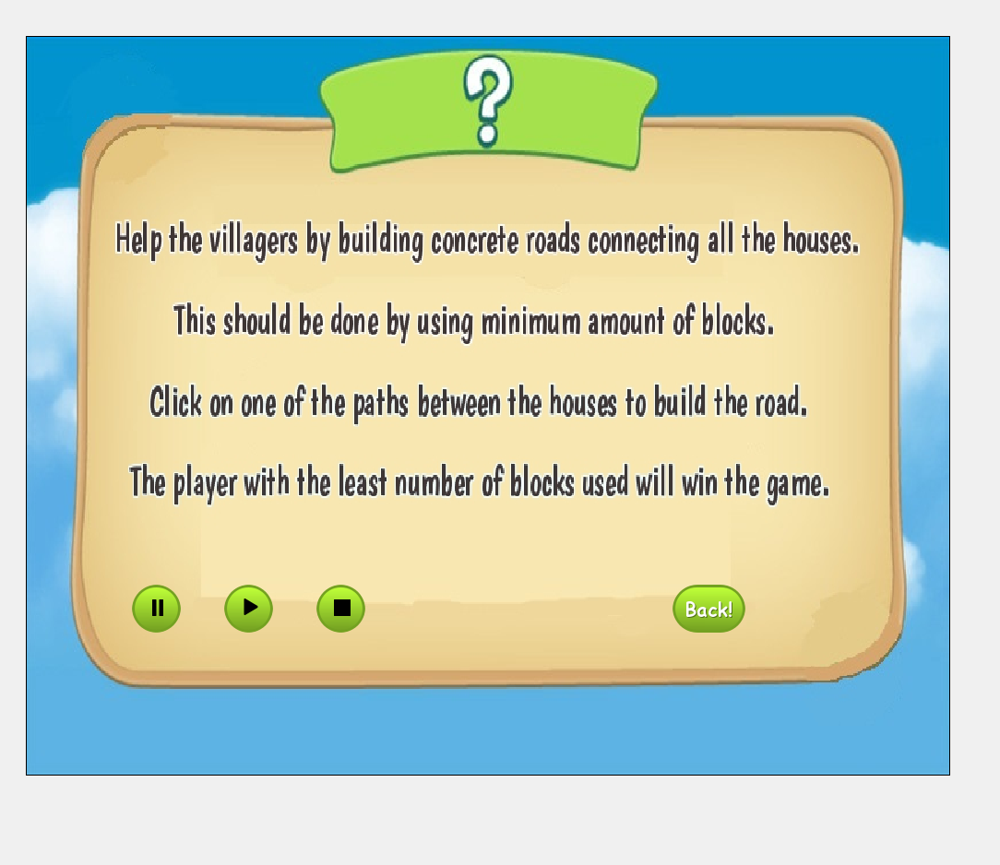 ?
Help the villagers by building concrete roads connecting all the houses.
This should be done by using minimum amount of blocks.
Click on one of the paths between the houses to build the road.
The player with the least number of blocks used will win the game.
Back!